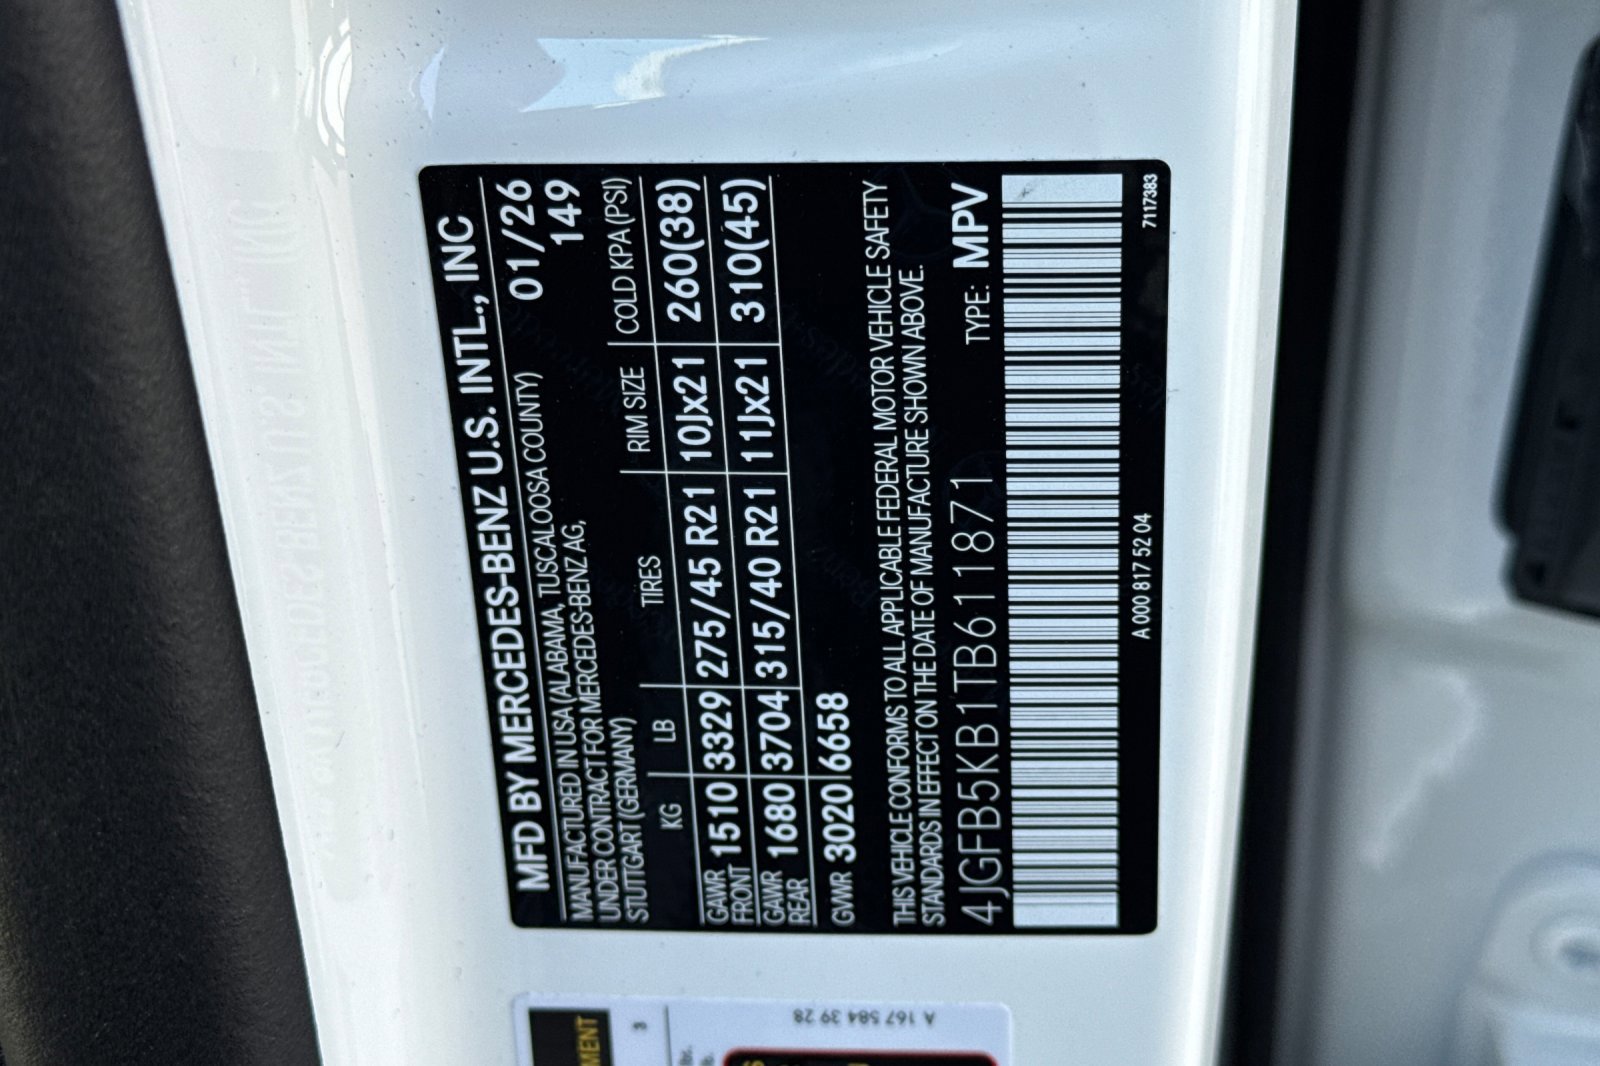 MFD BY MERCEDES-BENZ U.S. INTL., INC
MANUFACTURED IN USA (ALABAMA, TUSCALOOSA COUNTY) 01/26
UNDER CONTRACT FOR MERCEDES-BENZ AG, 149
STUTTGART (GERMANY)
KG LB TIRES RIM SIZE COLD KPA (PSI)
GAWR FRONT 1510 3329 275/45 R21 10Jx21 260(38)
GAWR REAR 1680 3704 315/40 R21 11Jx21 310(45)
GVWR 3020 6658
THIS VEHICLE CONFORMS TO ALL APPLICABLE FEDERAL MOTOR VEHICLE SAFETY
STANDARDS IN EFFECT ON THE DATE OF MANUFACTURE SHOWN ABOVE.
4JGFB5KB1TB611871 TYPE: MPV
A 000 817 52 04 7117383
A 167 584 39 28
3